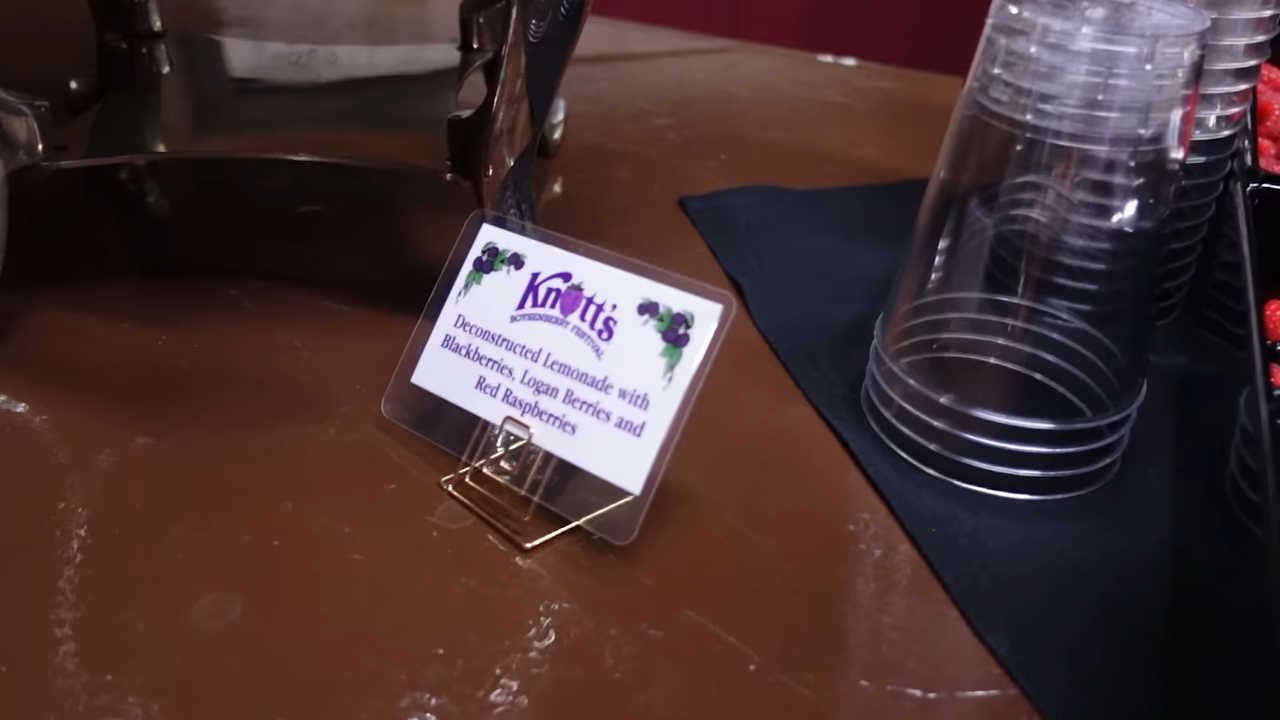 Knott's
BOYSENBERRY FESTIVAL
Deconstructed Lemonade with
Blackberries, Logan Berries and
Red Raspberries